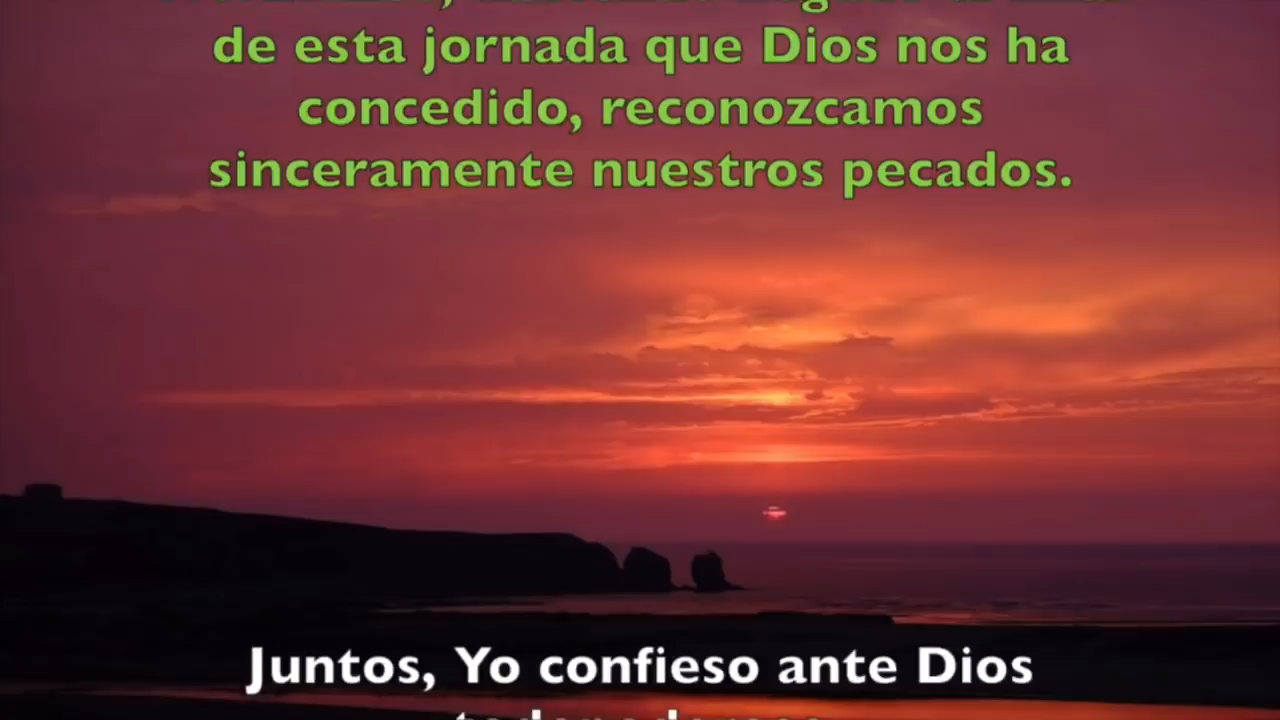 de esta jornada que Dios nos ha
concedido, reconozcamos
sinceramente nuestros pecados.
Juntos, Yo confieso ante Dios